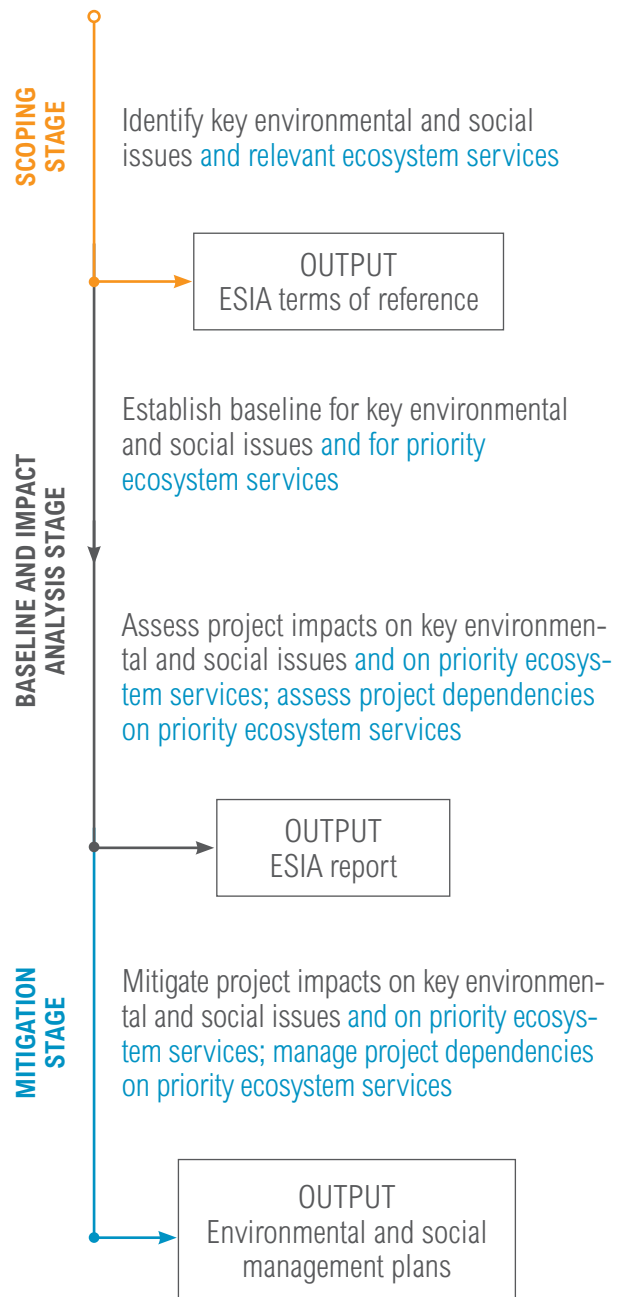 SCOPING
STAGE
Identify key environmental and social
issues and relevant ecosystem services
OUTPUT
ESIA terms of reference
BASELINE AND IMPACT
ANALYSIS STAGE
Establish baseline for key environmental
and social issues and for priority
ecosystem services
Assess project impacts on key environmen-
tal and social issues and on priority ecosys-
tem services; assess project dependencies
on priority ecosystem services
OUTPUT
ESIA report
MITIGATION
STAGE
Mitigate project impacts on key environmen-
tal and social issues and on priority ecosys-
tem services; manage project dependencies
on priority ecosystem services
OUTPUT
Environmental and social
management plans